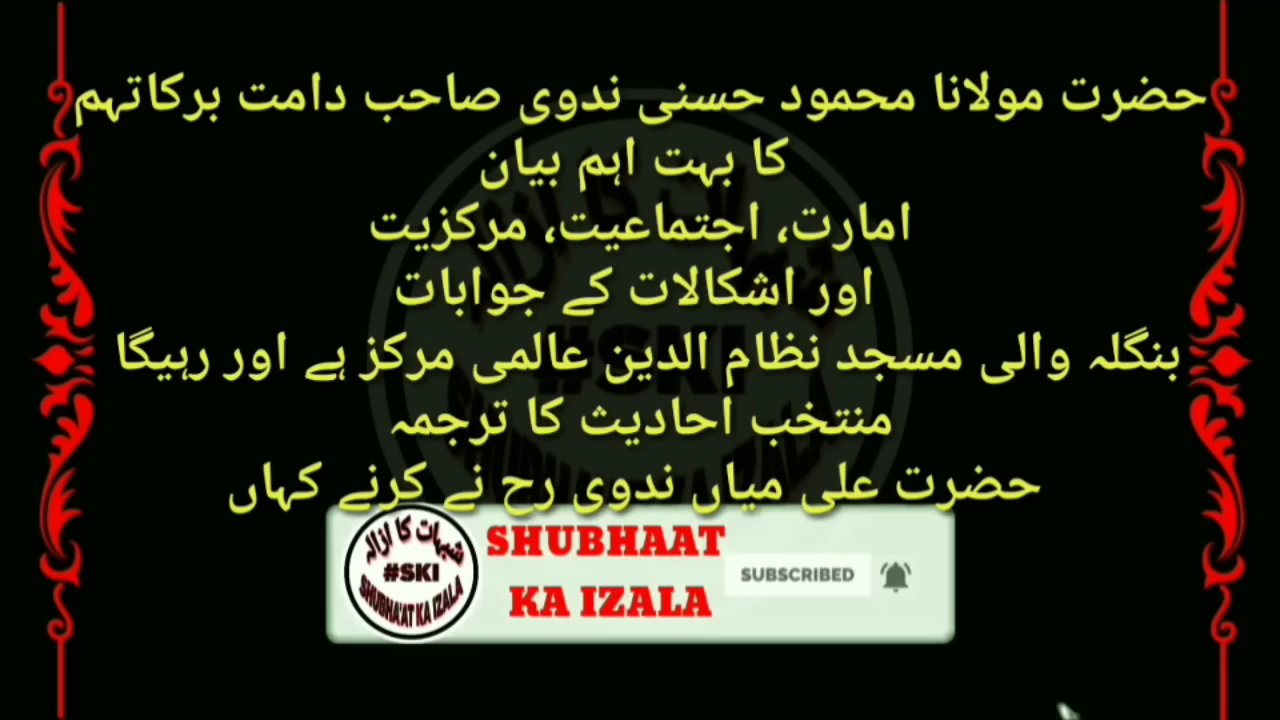 حضرت مولانا محمود حسنی ندوی صاحب دامت برکاتہم
کا بہت اہم بیان
امارت، اجتماعیت، مرکزیت
اور اشکالات کے جوابات
بنگلہ والی مسجد نظام الدین عالمی مرکز ہے اور رہیگا
منتخب احادیث کا ترجمہ
حضرت علی میاں ندوی رح نے کرنے کہاں
شبہات کا ازالہ
#SKI
SHUBHA'AT KA IZALA
SHUBHAAT
KA IZALA
SUBSCRIBED